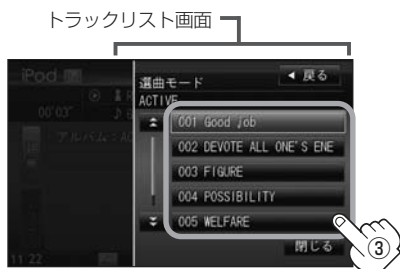 トラックリスト画面
iPod
選曲モード
◀ 戻る
ACTIVE
00'03"
アルバム：AC
001 Good job
002 DEVOTE ALL ONE'S ENE
003 FIGURE
004 POSSIBILITY
005 WELFARE
閉じる
③
11 22